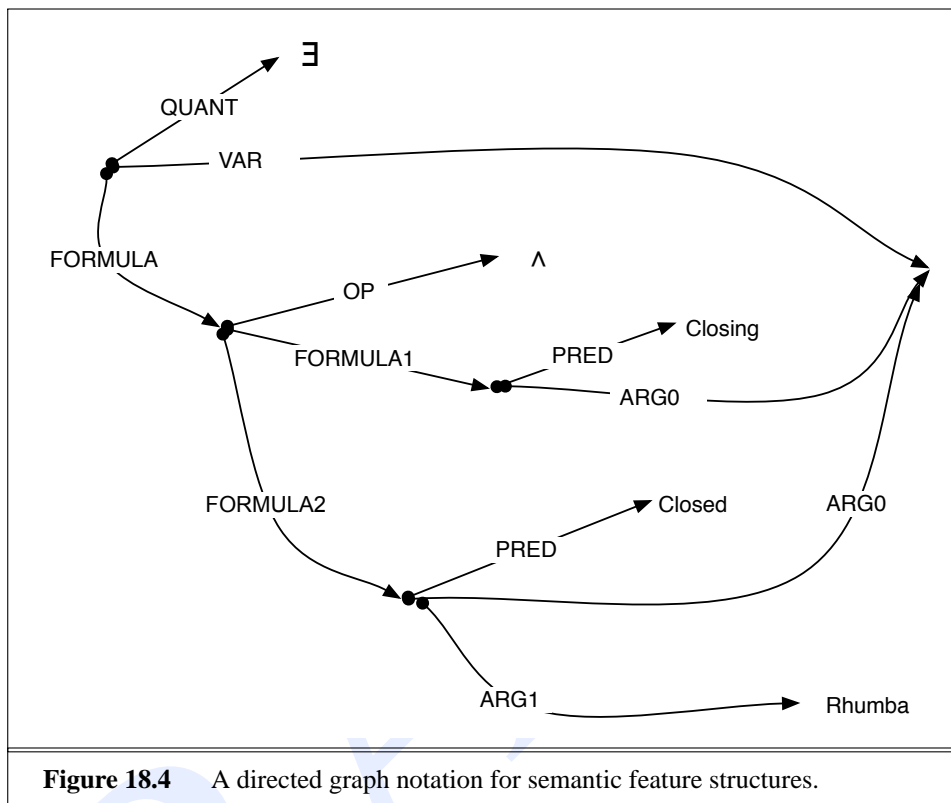 ∃
QUANT
VAR
FORMULA
OP
∧
FORMULA1
PRED
Closing
ARG0
FORMULA2
PRED
Closed
ARG0
ARG1
Rhumba
Figure 18.4 A directed graph notation for semantic feature structures.